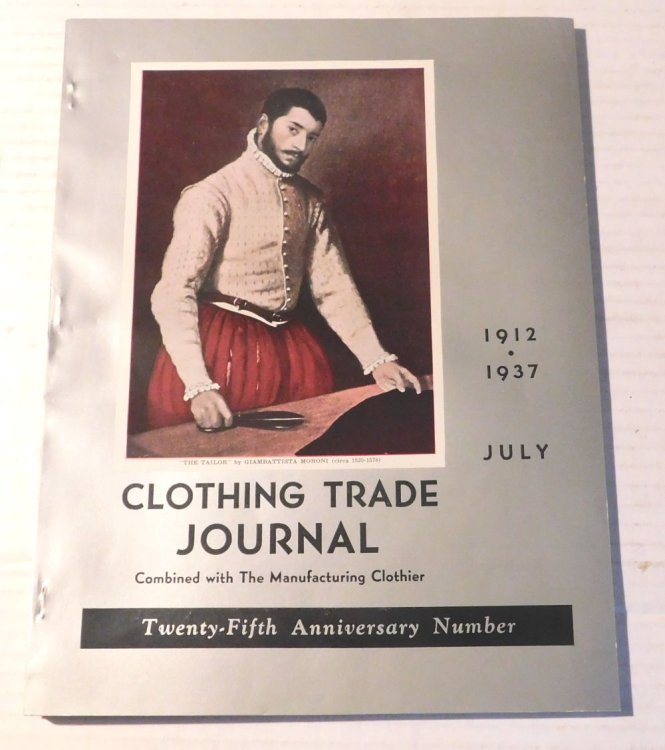 "THE TAILOR" by GIAMBATTISTA MORONI (circa 1520-1578)
1912
•
1937
JULY
CLOTHING TRADE
JOURNAL
Combined with The Manufacturing Clothier
Twenty-Fifth Anniversary Number